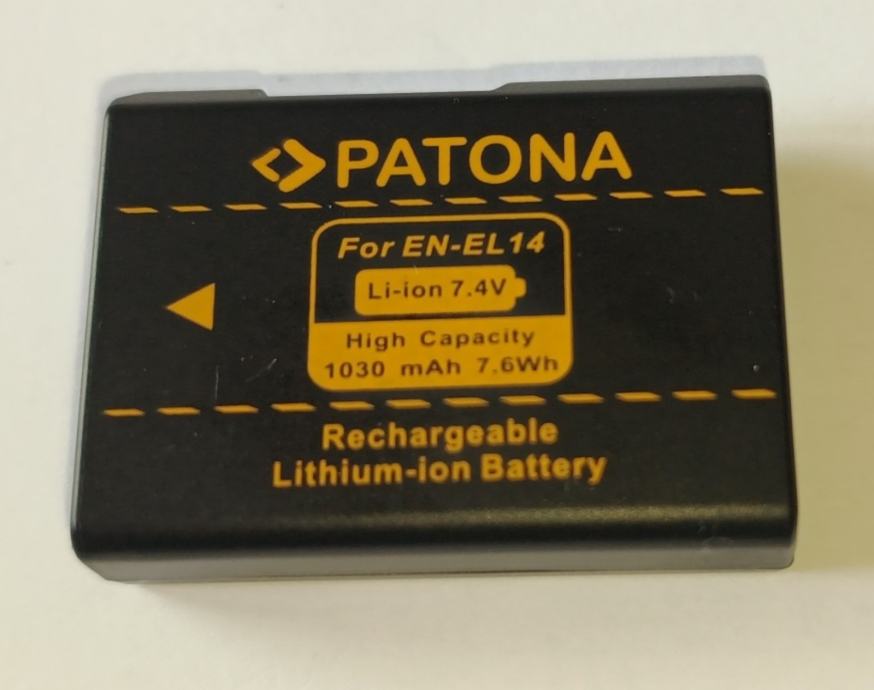 PATONA
For EN-EL14
Li-ion 7.4V
High Capacity
1030 mAh 7.6Wh
Rechargeable
Lithium-ion Battery